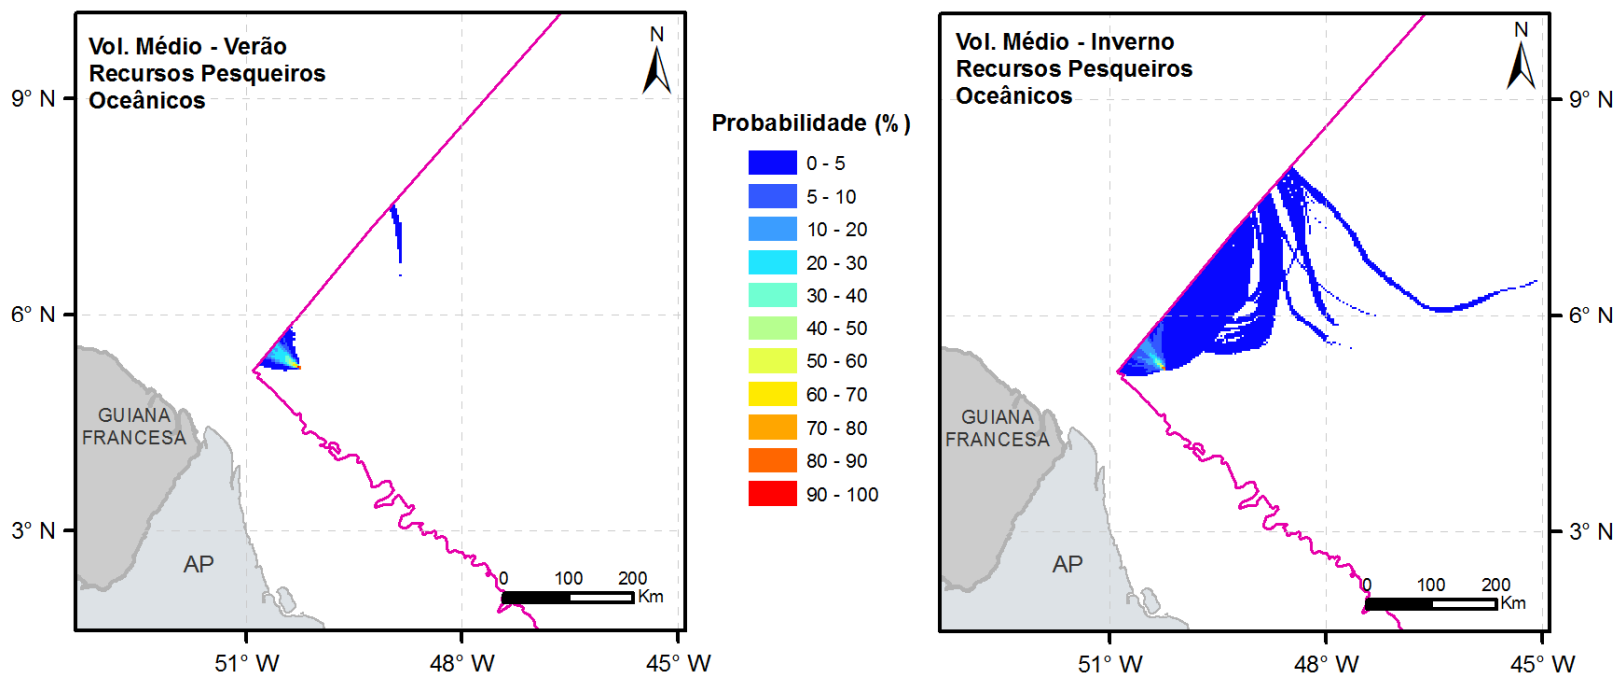 Vol. Médio - Verão
Recursos Pesqueiros
Oceânicos
N
9° N
6° N
3° N
GUIANA
FRANCESA
AP
0 100 200
Km
51° W
48° W
45° W
Probabilidade (%)
0 - 5
5 - 10
10 - 20
20 - 30
30 - 40
40 - 50
50 - 60
60 - 70
70 - 80
80 - 90
90 - 100
Vol. Médio - Inverno
Recursos Pesqueiros
Oceânicos
N
9° N
6° N
3° N
GUIANA
FRANCESA
AP
0 100 200
Km
51° W
48° W
45° W